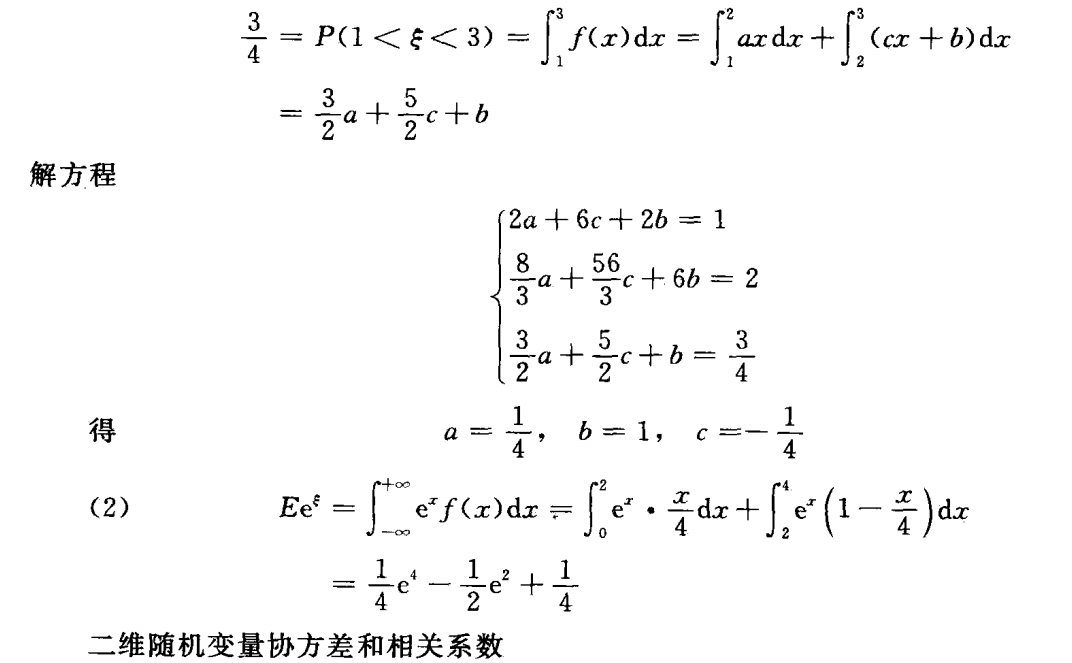 3/4 = P(1 < ξ < 3) = ∫₁³ f(x)dx = ∫₁² axdx + ∫₂³ (cx + b)dx
= 3/2 a + 5/2 c + b
解方程
2a + 6c + 2b = 1
8/3 a + 56/3 c + 6b = 2
3/2 a + 5/2 c + b = 3/4
得 a = 1/4, b = 1, c = − 1/4
(2) Ee^ξ = ∫_{−∞}^{+∞} e^x f(x)dx = ∫₀² e^x · x/4 dx + ∫₂⁴ e^x (1 − x/4) dx
= 1/4 e⁴ − 1/2 e² + 1/4
二维随机变量协方差和相关系数